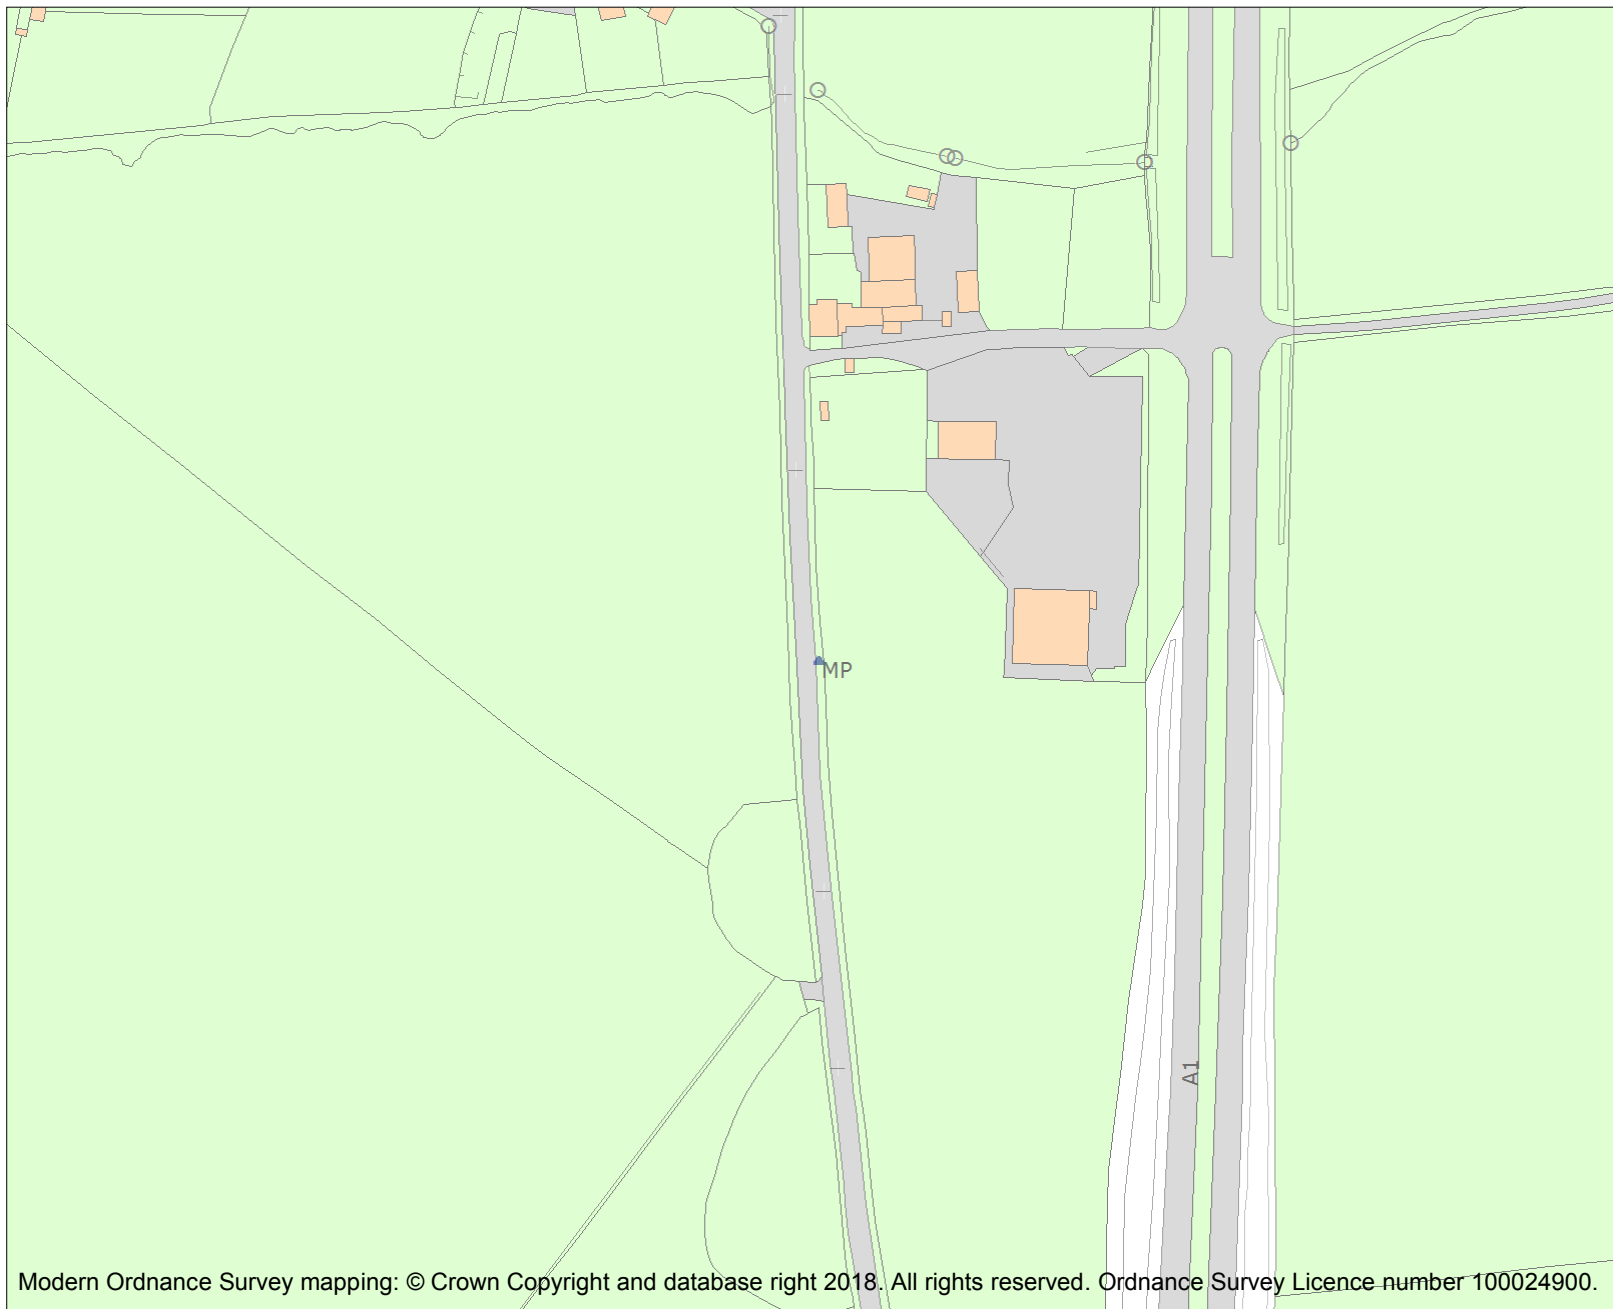 MP
A1
Modern Ordnance Survey mapping: © Crown Copyright and database right 2018. All rights reserved. Ordnance Survey Licence number 100024900.